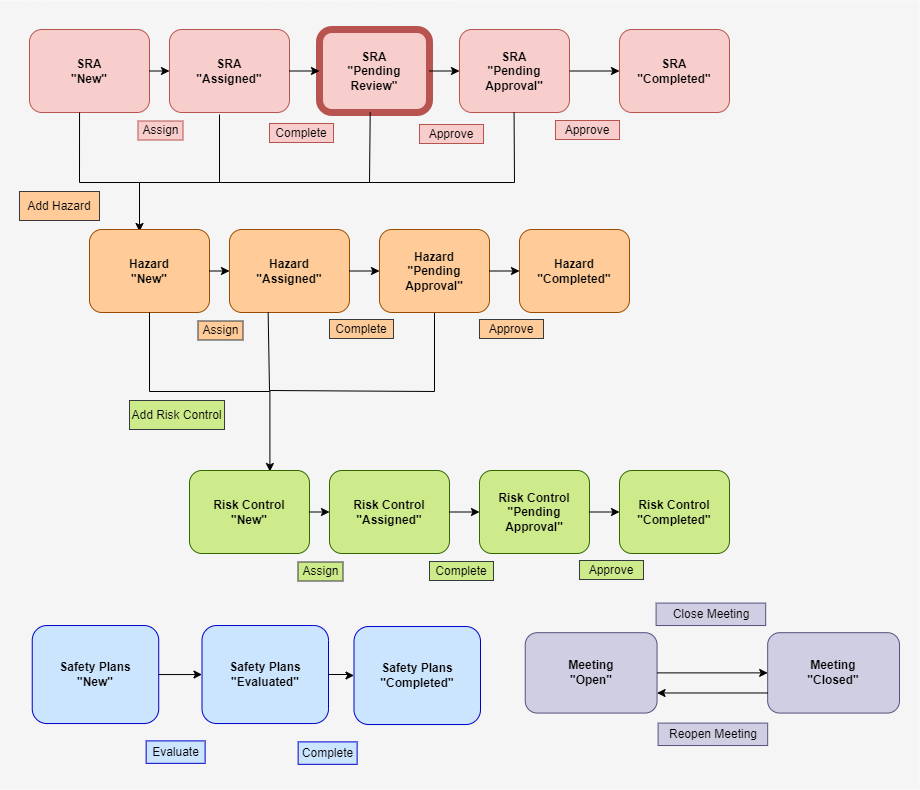 SRA
"New"
SRA
"Assigned"
SRA
"Pending
Review"
SRA
"Pending
Approval"
SRA
"Completed"
Assign
Complete
Approve
Approve
Add Hazard
Hazard
"New"
Hazard
"Assigned"
Hazard
"Pending
Approval"
Hazard
"Completed"
Assign
Complete
Approve
Add Risk Control
Risk Control
"New"
Risk Control
"Assigned"
Risk Control
"Pending
Approval"
Risk Control
"Completed"
Assign
Complete
Approve
Safety Plans
"New"
Safety Plans
"Evaluated"
Safety Plans
"Completed"
Evaluate
Complete
Close Meeting
Meeting
"Open"
Meeting
"Closed"
Reopen Meeting